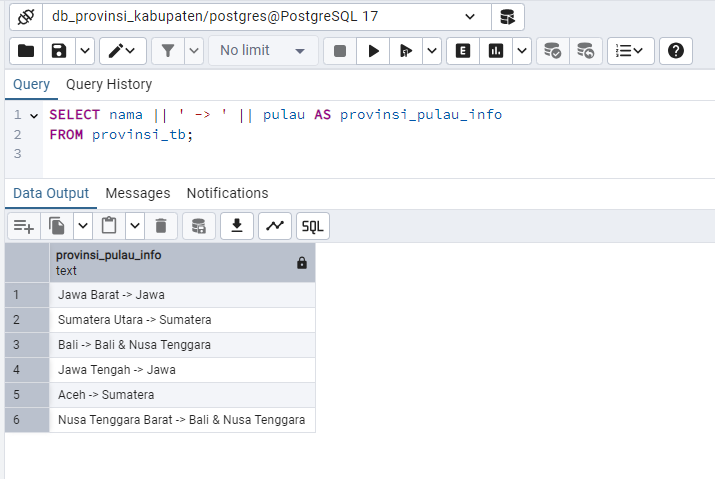 db_provinsi_kabupaten/postgres@PostgreSQL 17
No limit
E
?
Query Query History
1 SELECT nama || ' -> ' || pulau AS provinsi_pulau_info
2 FROM provinsi_tb;
3
Data Output Messages Notifications
SQL
provinsi_pulau_info
text
1 Jawa Barat -> Jawa
2 Sumatera Utara -> Sumatera
3 Bali -> Bali & Nusa Tenggara
4 Jawa Tengah -> Jawa
5 Aceh -> Sumatera
6 Nusa Tenggara Barat -> Bali & Nusa Tenggara